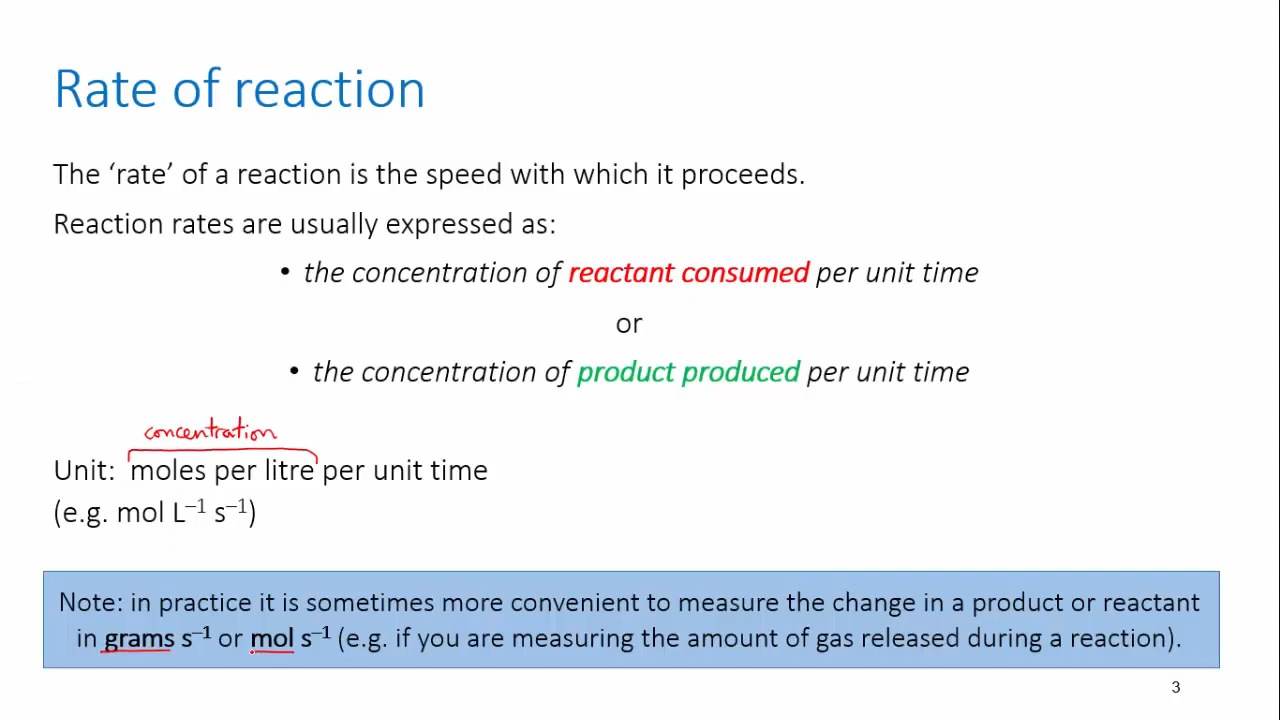 Rate of reaction
The ‘rate’ of a reaction is the speed with which it proceeds.
Reaction rates are usually expressed as:
• the concentration of reactant consumed per unit time
or
• the concentration of product produced per unit time
concentration
Unit: moles per litre per unit time
(e.g. mol L⁻¹ s⁻¹)
Note: in practice it is sometimes more convenient to measure the change in a product or reactant
in grams s⁻¹ or mol s⁻¹ (e.g. if you are measuring the amount of gas released during a reaction).
3